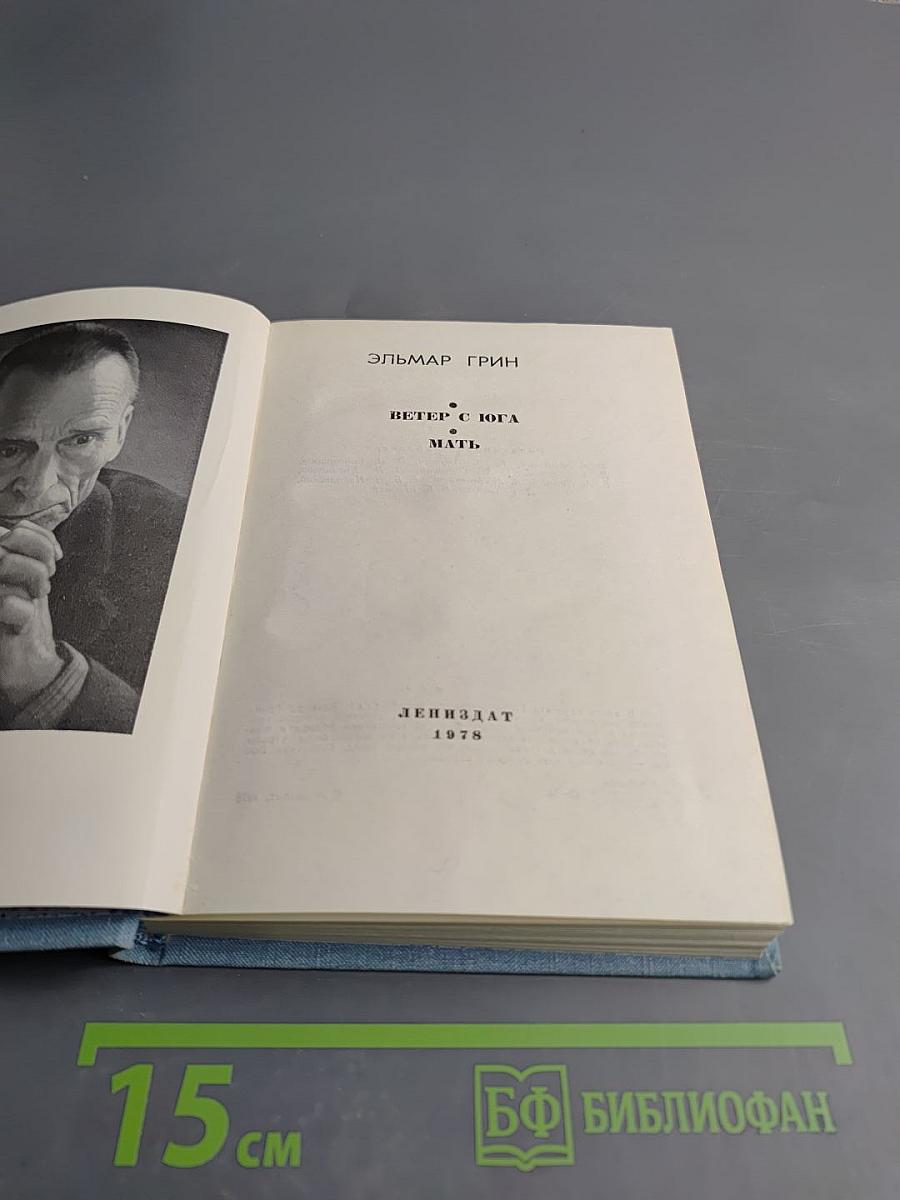 ЭЛЬМАР ГРИН
ВЕТЕР С ЮГА
МАТЬ
ЛЕНИЗДАТ
1978
15 см
БФ БИБЛИОФАН